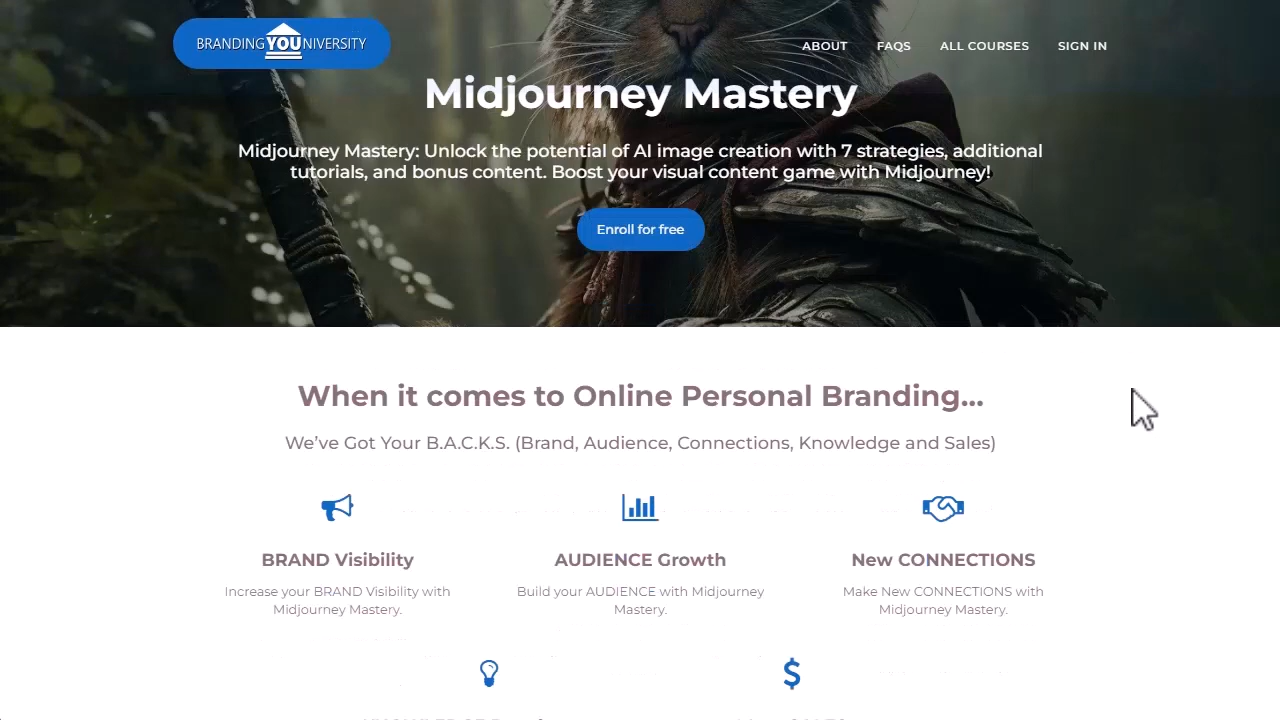 BRANDINGYOUNIVERSITY
ABOUT FAQS ALL COURSES SIGN IN
Midjourney Mastery
Midjourney Mastery: Unlock the potential of AI image creation with 7 strategies, additional
tutorials, and bonus content. Boost your visual content game with Midjourney!
Enroll for free
When it comes to Online Personal Branding...
We’ve Got Your B.A.C.K.S. (Brand, Audience, Connections, Knowledge and Sales)
BRAND Visibility
Increase your BRAND Visibility with
Midjourney Mastery.
AUDIENCE Growth
Build your AUDIENCE with Midjourney
Mastery.
New CONNECTIONS
Make New CONNECTIONS with
Midjourney Mastery.